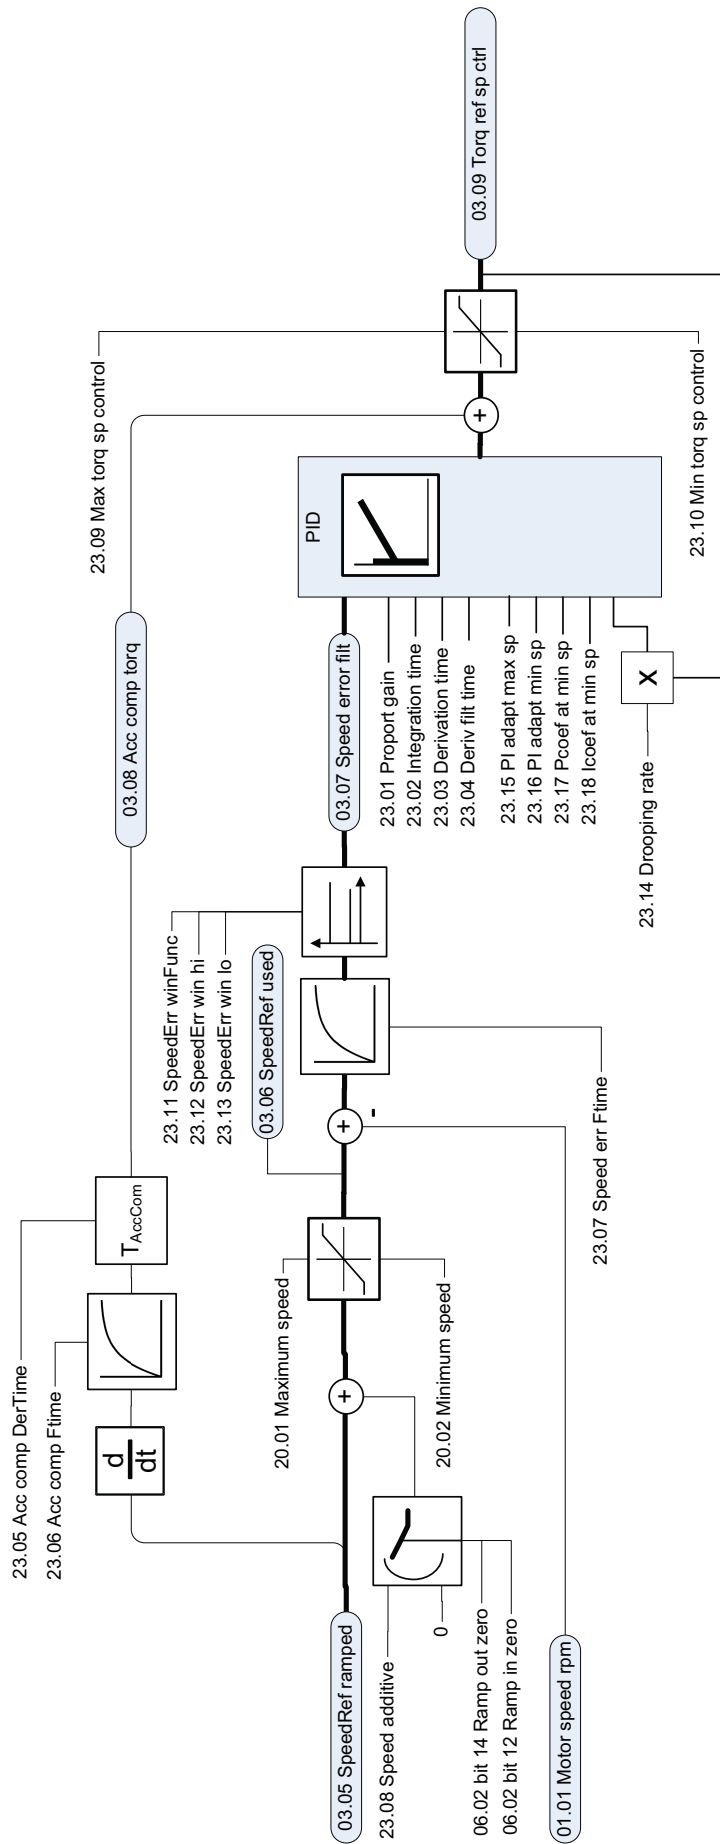 23.05 Acc comp DerTime
23.06 Acc comp Ftime
d
dt
TAccCom
03.08 Acc comp torq
23.09 Max torq sp control
03.05 SpeedRef ramped
23.08 Speed additive
0
06.02 bit 14 Ramp out zero
06.02 bit 12 Ramp in zero
01.01 Motor speed rpm
+
20.01 Maximum speed
20.02 Minimum speed
03.06 SpeedRef used
+
-
23.11 SpeedErr winFunc
23.12 SpeedErr win hi
23.13 SpeedErr win lo
23.07 Speed err Ftime
03.07 Speed error filt
23.01 Proport gain
23.02 Integration time
23.03 Derivation time
23.04 Deriv filt time
23.15 PI adapt max sp
23.16 PI adapt min sp
23.17 Pcoef at min sp
23.18 Icoef at min sp
23.14 Drooping rate
X
PID
+
23.10 Min torq sp control
03.09 Torq ref sp ctrl